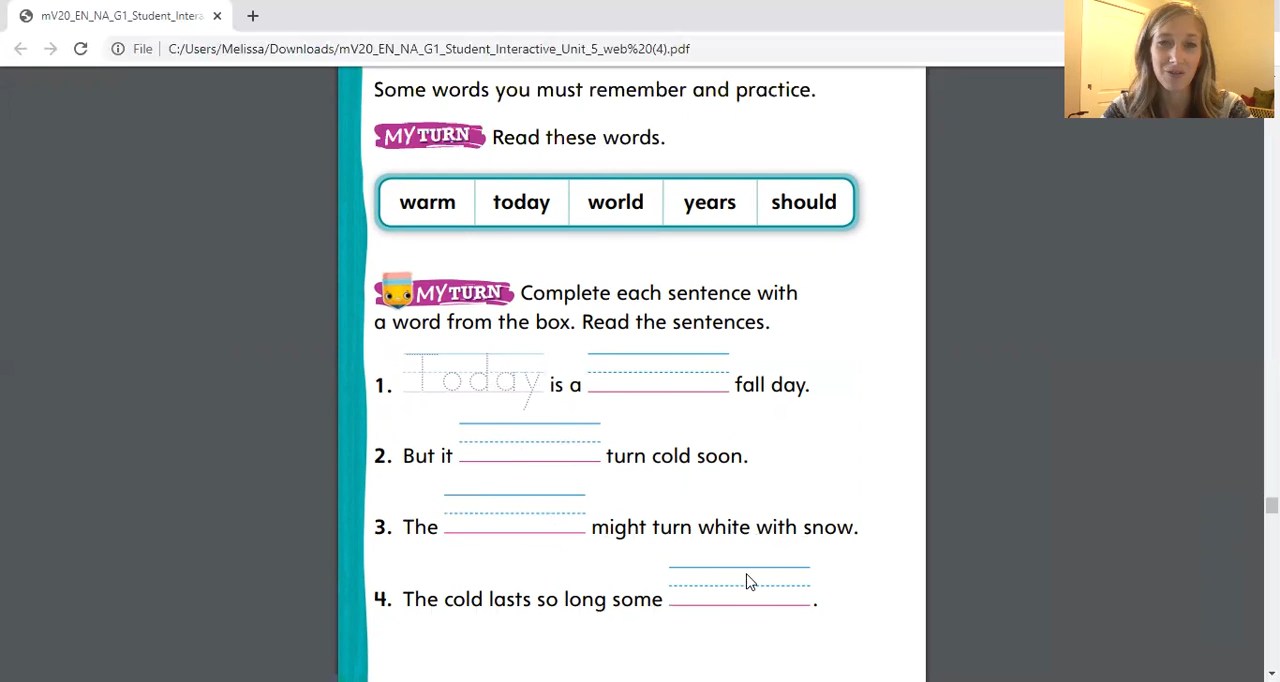 mV20_EN_NA_G1_Student_Intera
File C:/Users/Melissa/Downloads/mV20_EN_NA_G1_Student_Interactive_Unit_5_web%20(4).pdf
Some words you must remember and practice.
MY TURN Read these words.
warm today world years should
MY TURN Complete each sentence with
a word from the box. Read the sentences.
1. Today is a fall day.
2. But it turn cold soon.
3. The might turn white with snow.
4. The cold lasts so long some .